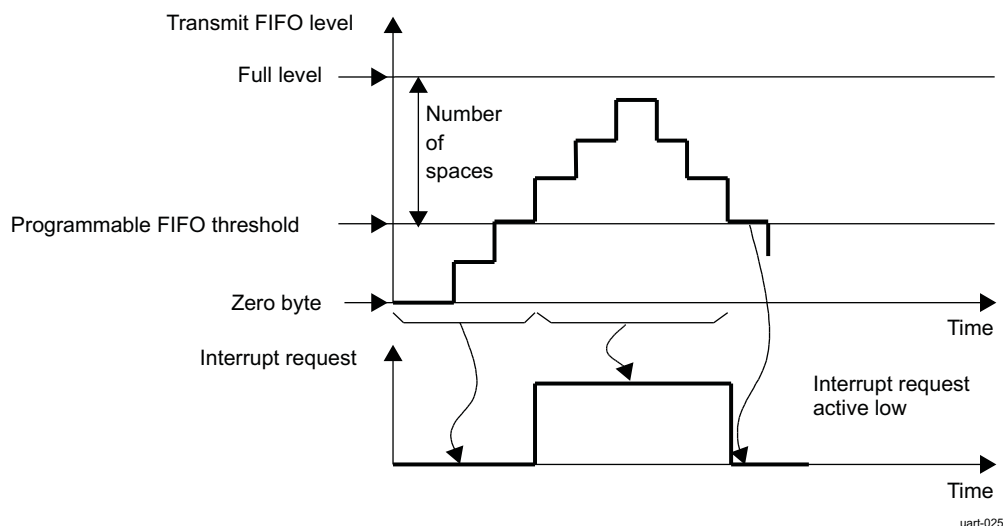 Transmit FIFO level
Full level
Number
of
spaces
Programmable FIFO threshold
Zero byte
Time
Interrupt request
Interrupt request
active low
Time
uart-025